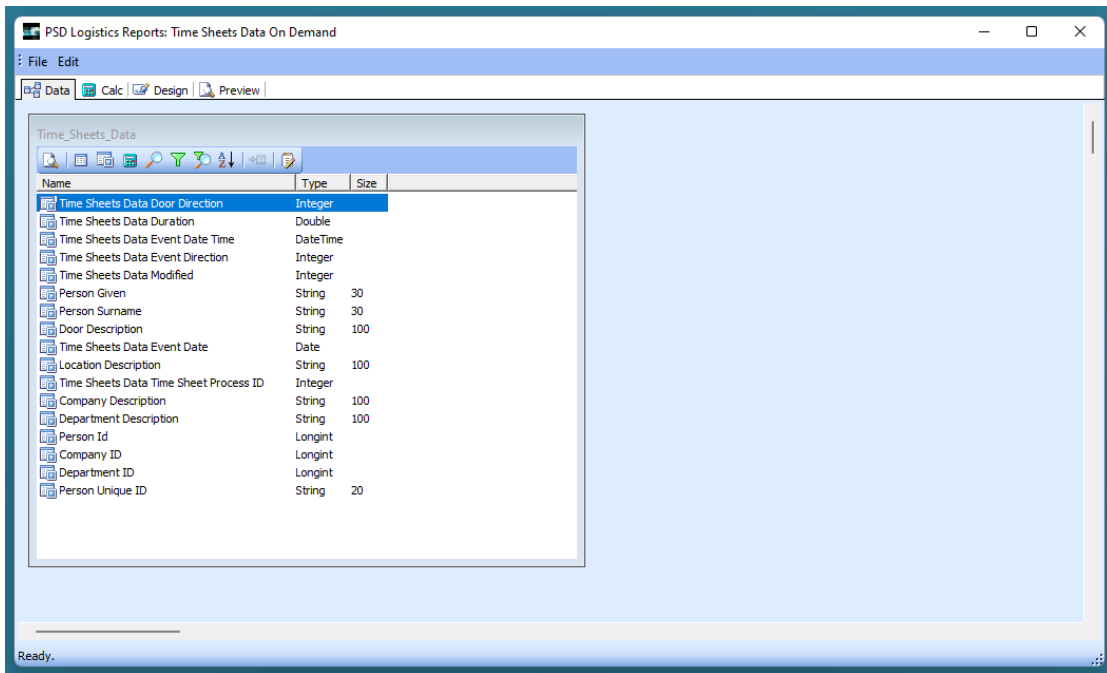 PSD Logistics Reports: Time Sheets Data On Demand
File Edit
Data Calc Design Preview
Time_Sheets_Data
Name Type Size
Time Sheets Data Door Direction Integer
Time Sheets Data Duration Double
Time Sheets Data Event Date Time DateTime
Time Sheets Data Event Direction Integer
Time Sheets Data Modified Integer
Person Given String 30
Person Surname String 30
Door Description String 100
Time Sheets Data Event Date Date
Location Description String 100
Time Sheets Data Time Sheet Process ID Integer
Company Description String 100
Department Description String 100
Person Id Longint
Company ID Longint
Department ID Longint
Person Unique ID String 20
Ready.